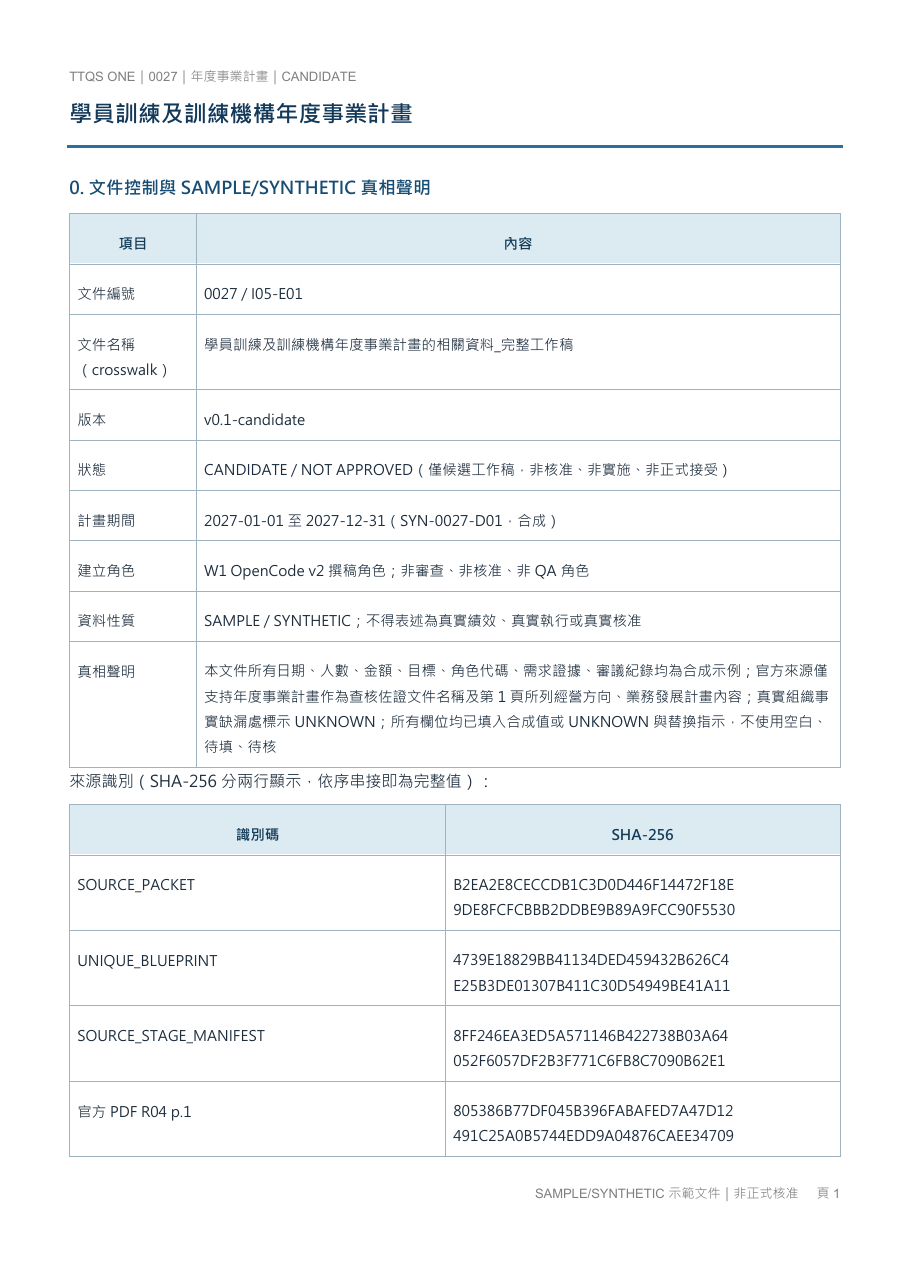 TTQS ONE｜0027｜年度事業計畫｜CANDIDATE
學員訓練及訓練機構年度事業計畫
0. 文件控制與 SAMPLE/SYNTHETIC 真相聲明
項目 內容
文件編號 0027 / I05-E01
文件名稱 學員訓練及訓練機構年度事業計畫的相關資料_完整工作稿
（crosswalk）
版本 v0.1-candidate
狀態 CANDIDATE / NOT APPROVED（僅候選工作稿，非核准、非實施、非正式接受）
計畫期間 2027-01-01 至 2027-12-31（SYN-0027-D01，合成）
建立角色 W1 OpenCode v2 撰稿角色；非審查、非核准、非 QA 角色
資料性質 SAMPLE / SYNTHETIC；不得表述為真實績效、真實執行或真實核准
真相聲明 本文件所有日期、人數、金額、目標、角色代碼、需求證據、審議紀錄均為合成示例；官方來源僅
支持年度事業計畫作為查核佐證文件名稱及第 1 頁所列經營方向、業務發展計畫內容；真實組織事
實缺漏處標示 UNKNOWN；所有欄位均已填入合成值或 UNKNOWN 與替換指示，不使用空白、
待填、待核
來源識別（SHA-256 分兩行顯示，依序串接即為完整值）：
識別碼 SHA-256
SOURCE_PACKET B2EA2E8CECCDB1C3D0D446F14472F18E
9DE8FCFCBBB2DDBE9B89A9FCC90F5530
UNIQUE_BLUEPRINT 4739E18829BB41134DED459432B626C4
E25B3DE01307B411C30D54949BE41A11
SOURCE_STAGE_MANIFEST 8FF246EA3ED5A571146B422738B03A64
052F6057DF2B3F771C6FB8C7090B62E1
官方 PDF R04 p.1 805386B77DF045B396FABAFED7A47D12
491C25A0B5744EDD9A04876CAEE34709
SAMPLE/SYNTHETIC 示範文件｜非正式核准 頁 1